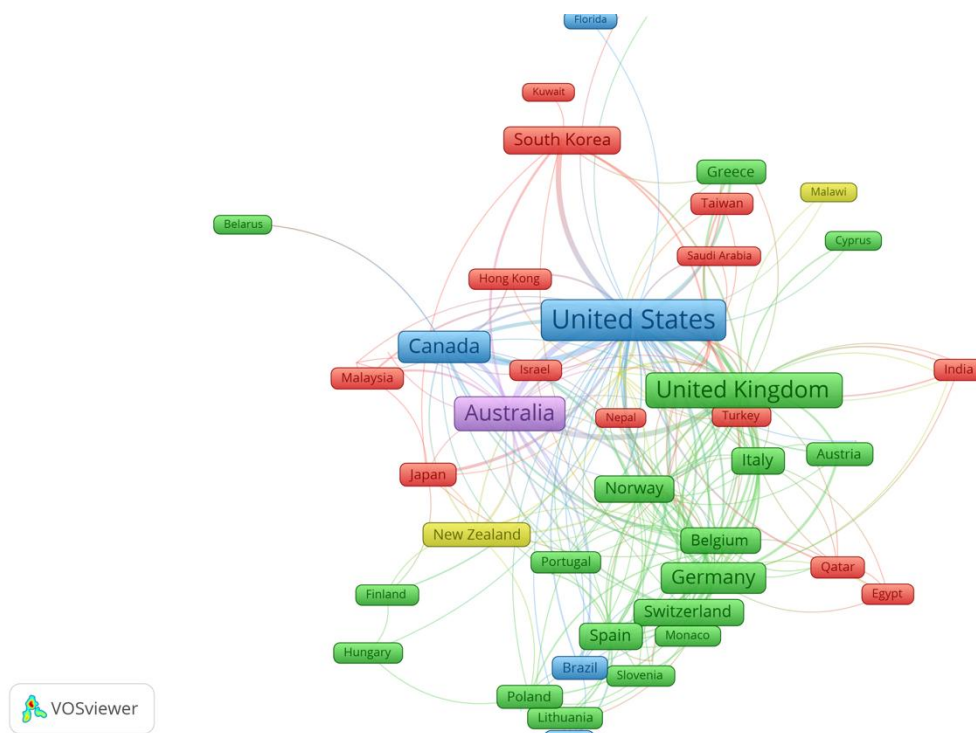 Florida
Kuwait
South Korea
Greece
Taiwan
Malawi
Belarus
Cyprus
Saudi Arabia
Hong Kong
United States
Canada
Malaysia
Israel
India
United Kingdom
Australia
Nepal
Turkey
Italy
Austria
Japan
Norway
New Zealand
Belgium
Portugal
Qatar
Germany
Finland
Egypt
Switzerland
Spain
Monaco
Hungary
Brazil
Slovenia
Poland
VOSviewer
Lithuania